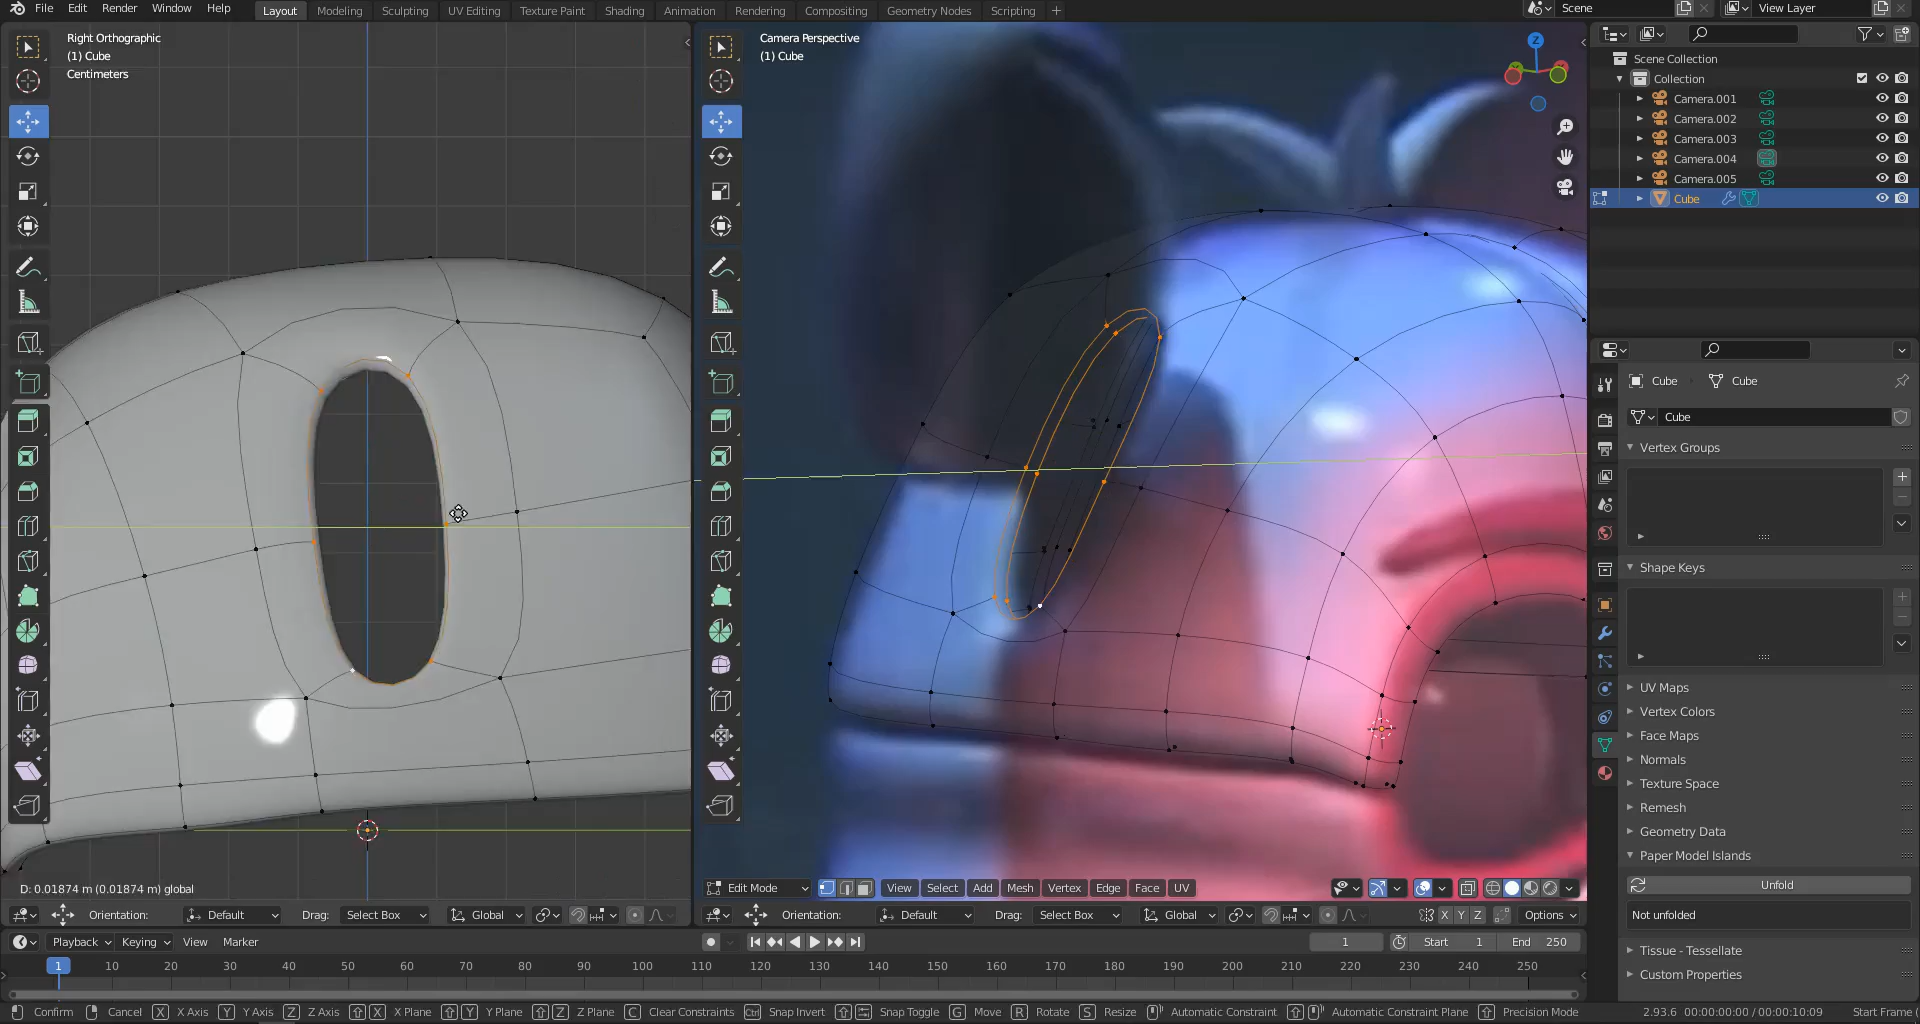 File Edit Render Window Help Layout Modeling Sculpting UV Editing Texture Paint Shading Animation Rendering Compositing Geometry Nodes Scripting + Scene View Layer
Right Orthographic
(1) Cube
Centimeters
Camera Perspective
(1) Cube
Z
Scene Collection
Collection
Camera.001
Camera.002
Camera.003
Camera.004
Camera.005
Cube
Cube Cube
Cube
Vertex Groups
Shape Keys
UV Maps
Vertex Colors
Face Maps
Normals
Texture Space
Remesh
Geometry Data
Paper Model Islands
Unfold
Not unfolded
Tissue - Tessellate
Custom Properties
D: 0.01874 m (0.01874 m) global
Edit Mode View Select Add Mesh Vertex Edge Face UV
Orientation: Default Drag: Select Box Global
Orientation: Default Drag: Select Box Global X Y Z Options
Playback Keying View Marker 1 Start 1 End 250
1 10 20 30 40 50 60 70 80 90 100 110 120 130 140 150 160 170 180 190 200 210 220 230 240 250
Confirm Cancel X X Axis Y Y Axis Z Z Axis X X Plane Y Y Plane Z Z Plane C Clear Constraints Ctrl Snap Invert Snap Toggle G Move R Rotate S Resize Automatic Constraint Automatic Constraint Plane Precision Mode 2.93.6 00:00:00:00 / 00:00:10:09 Start Frame (